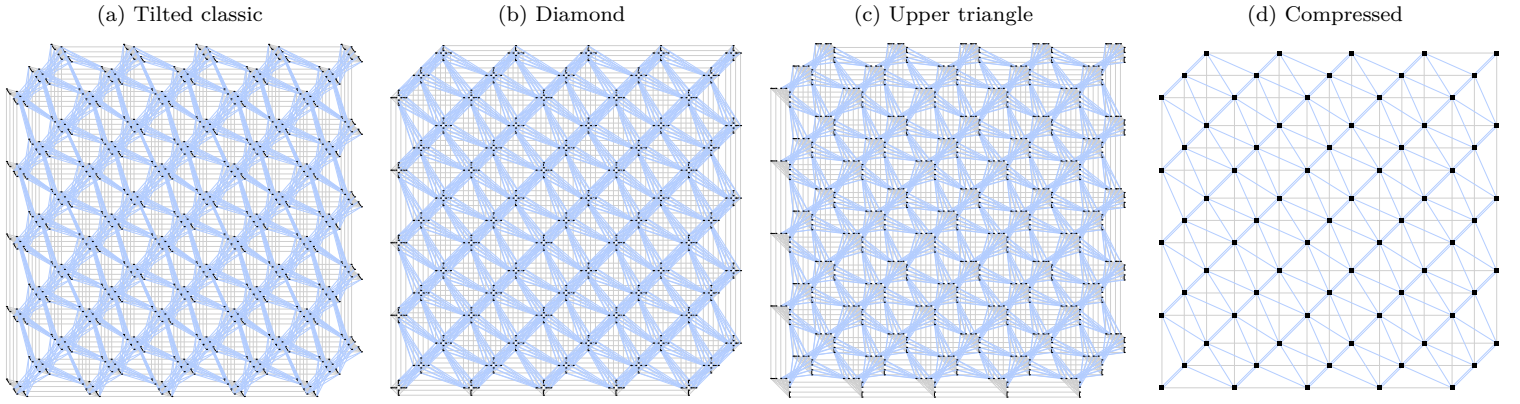 (a) Tilted classic
(b) Diamond
(c) Upper triangle
(d) Compressed